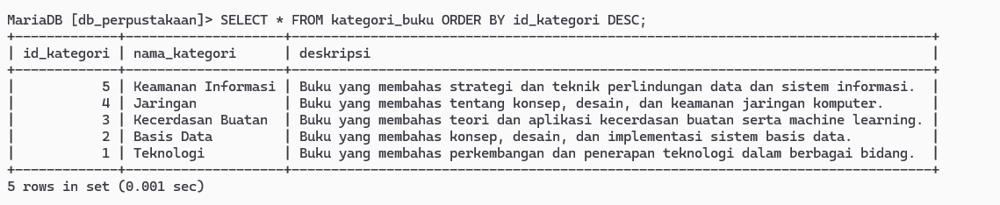 MariaDB [db_perpustakaan]> SELECT * FROM kategori_buku ORDER BY id_kategori DESC;
+-------------+-------------------+--------------------------------------------------------------------------------+
| id_kategori | nama_kategori     | deskripsi                                                                      |
+-------------+-------------------+--------------------------------------------------------------------------------+
|           5 | Keamanan Informasi | Buku yang membahas strategi dan teknik perlindungan data dan sistem informasi.  |
|           4 | Jaringan           | Buku yang membahas tentang konsep, desain, dan keamanan jaringan komputer.      |
|           3 | Kecerdasan Buatan  | Buku yang membahas teori dan aplikasi kecerdasan buatan serta machine learning. |
|           2 | Basis Data         | Buku yang membahas konsep, desain, dan implementasi sistem basis data.          |
|           1 | Teknologi          | Buku yang membahas perkembangan dan penerapan teknologi dalam berbagai bidang.  |
+-------------+-------------------+--------------------------------------------------------------------------------+
5 rows in set (0.001 sec)